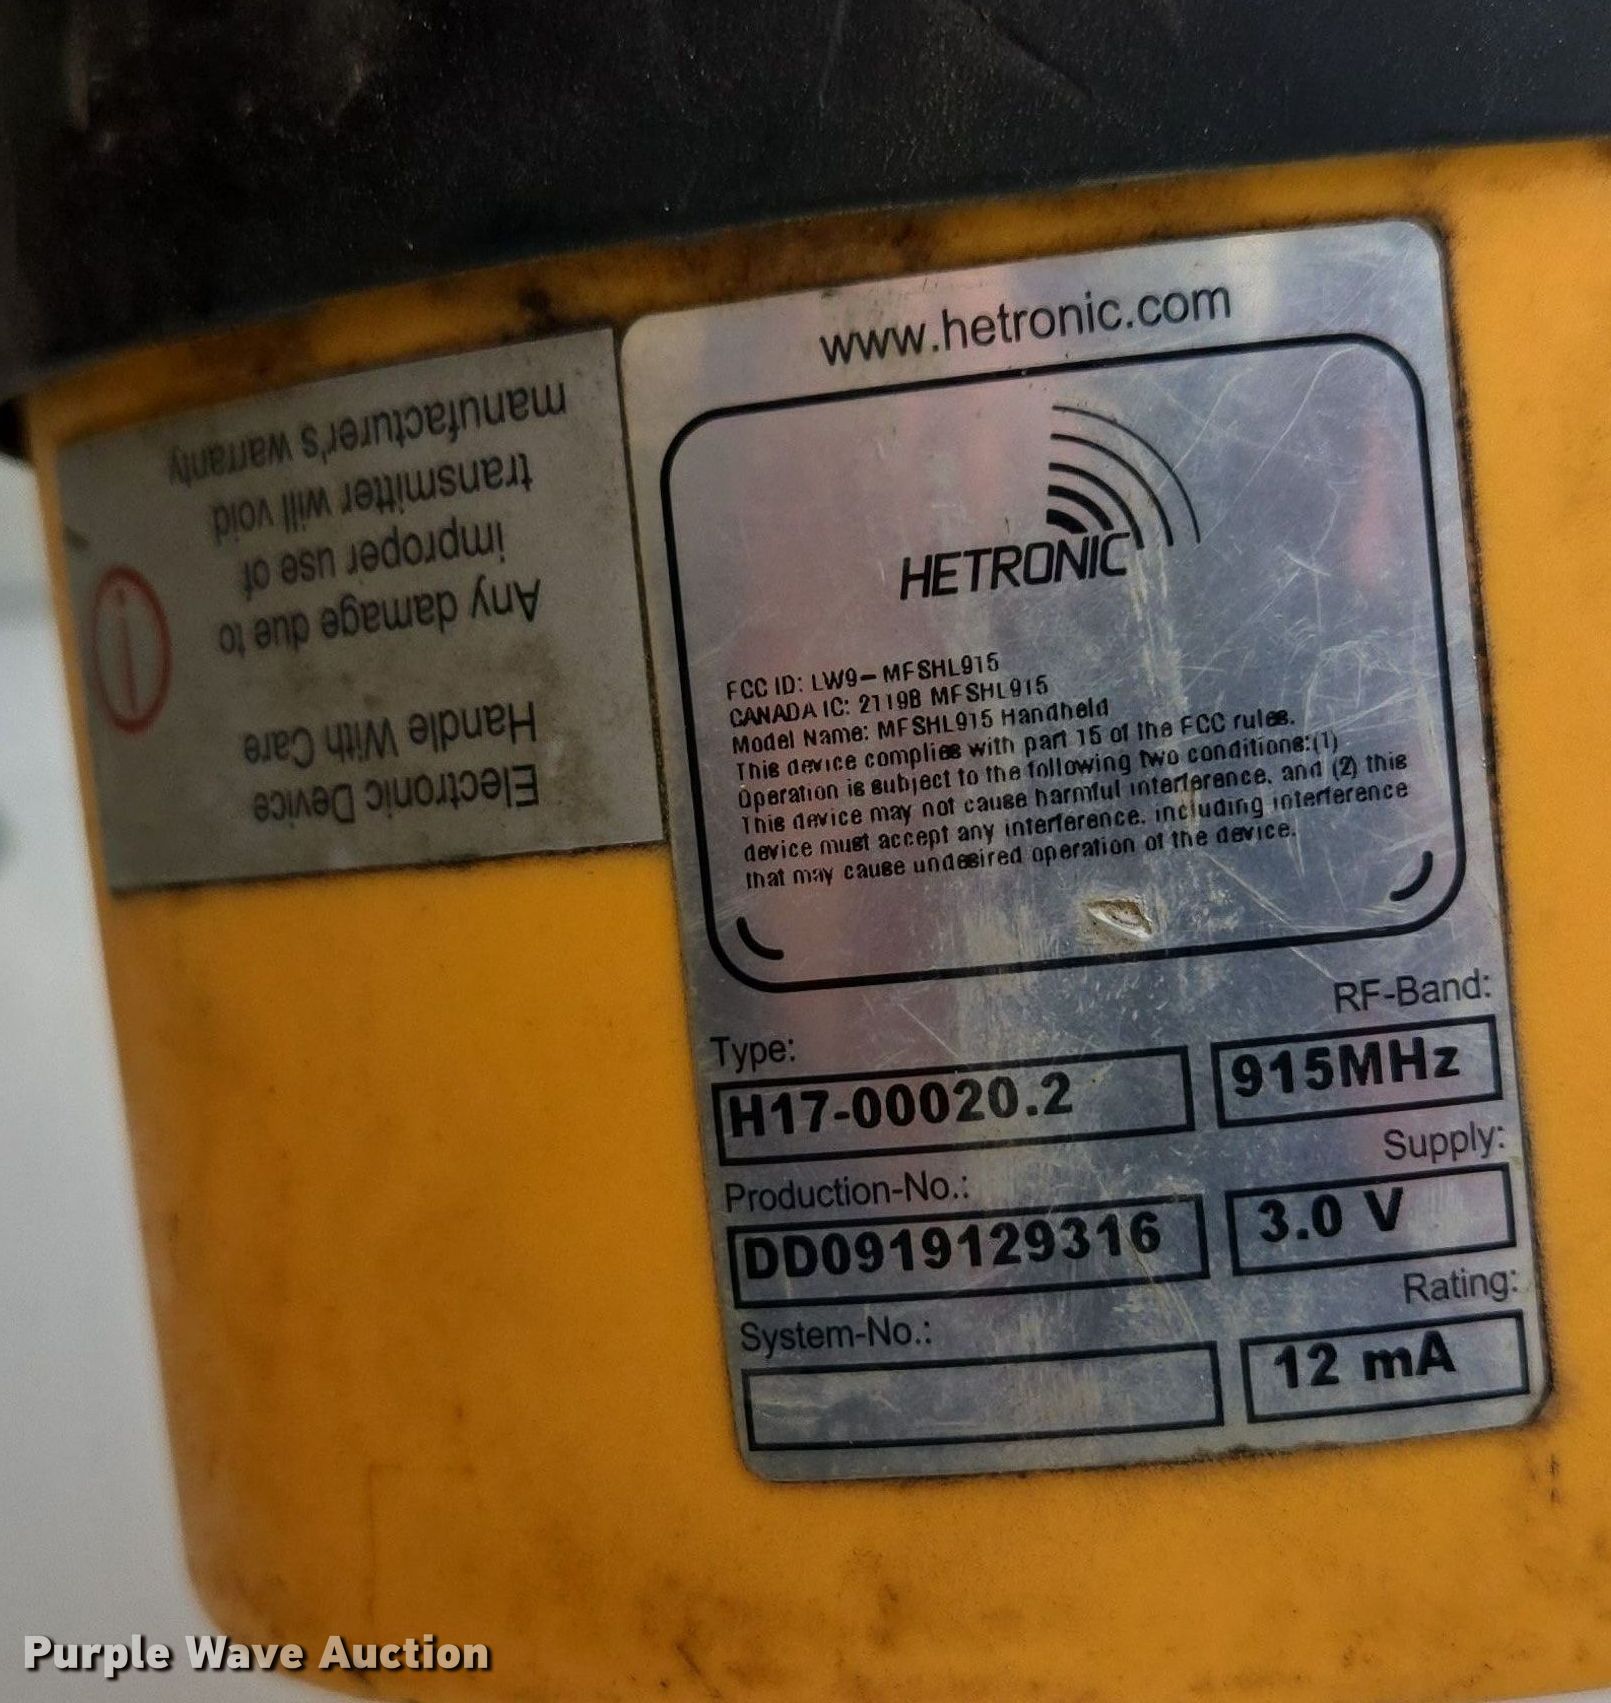 www.hetronic.com
HETRONIC
FCC ID: LW9-MFSHL915
CANADA IC: 2119B MFSHL915
Model Name: MFSHL915 Handheld
This device complies with part 15 of the FCC rules.
Operation is subject to the following two conditions:(1)
This device may not cause harmful interference, and (2) this
device must accept any interference, including interference
that may cause undesired operation of the device.
Type:
RF-Band:
H17-00020.2
915MHz
Production-No.:
Supply:
DD0919129316
3.0 V
System-No.:
Rating:
12 mA
Electronic Device
Handle With Care
Any damage due to
improper use of
transmitter will void
manufacturer's warranty
Purple Wave Auction